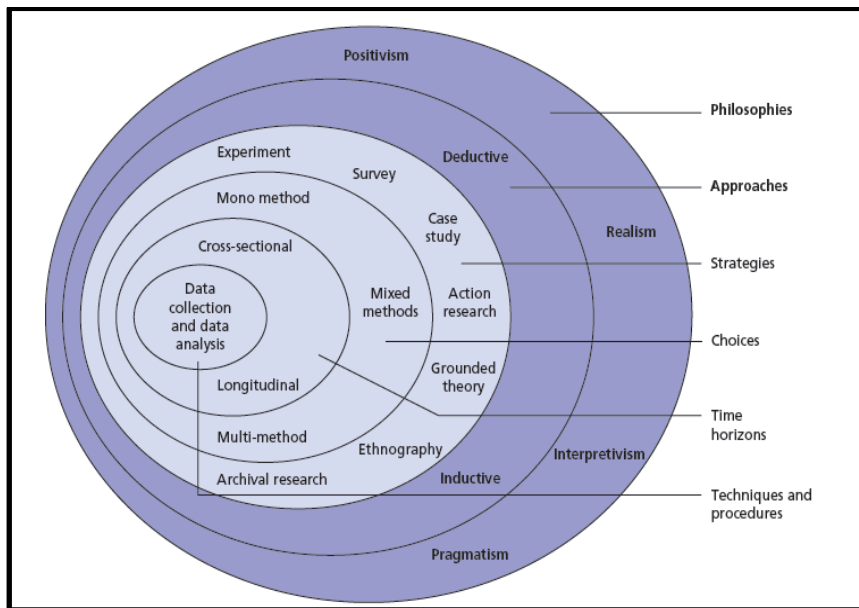 Positivism
Philosophies
Experiment
Deductive
Survey
Approaches
Mono method
Case
study
Realism
Cross-sectional
Strategies
Data
collection
and data
analysis
Mixed
methods
Action
research
Choices
Grounded
theory
Longitudinal
Time
horizons
Multi-method
Ethnography
Interpretivism
Archival research
Inductive
Techniques and
procedures
Pragmatism